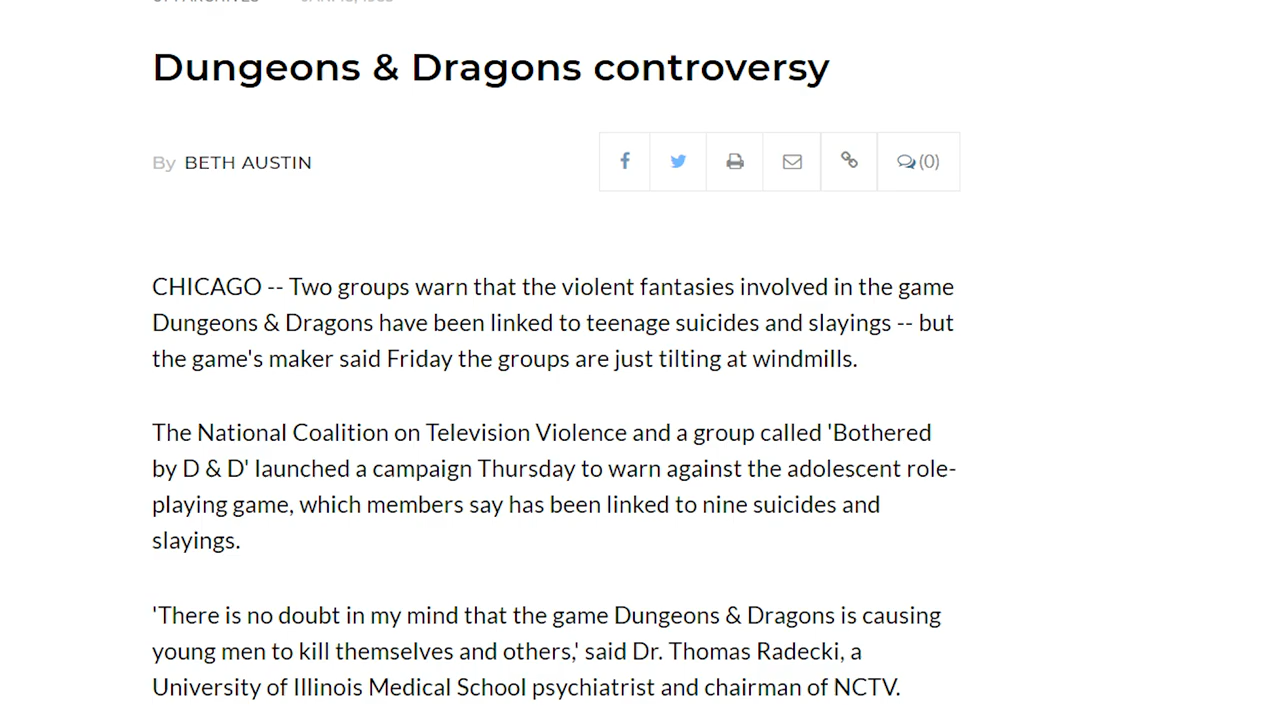 Dungeons & Dragons controversy
By BETH AUSTIN
(0)
CHICAGO -- Two groups warn that the violent fantasies involved in the game
Dungeons & Dragons have been linked to teenage suicides and slayings -- but
the game's maker said Friday the groups are just tilting at windmills.
The National Coalition on Television Violence and a group called 'Bothered
by D & D' launched a campaign Thursday to warn against the adolescent role-
playing game, which members say has been linked to nine suicides and
slayings.
'There is no doubt in my mind that the game Dungeons & Dragons is causing
young men to kill themselves and others,' said Dr. Thomas Radecki, a
University of Illinois Medical School psychiatrist and chairman of NCTV.